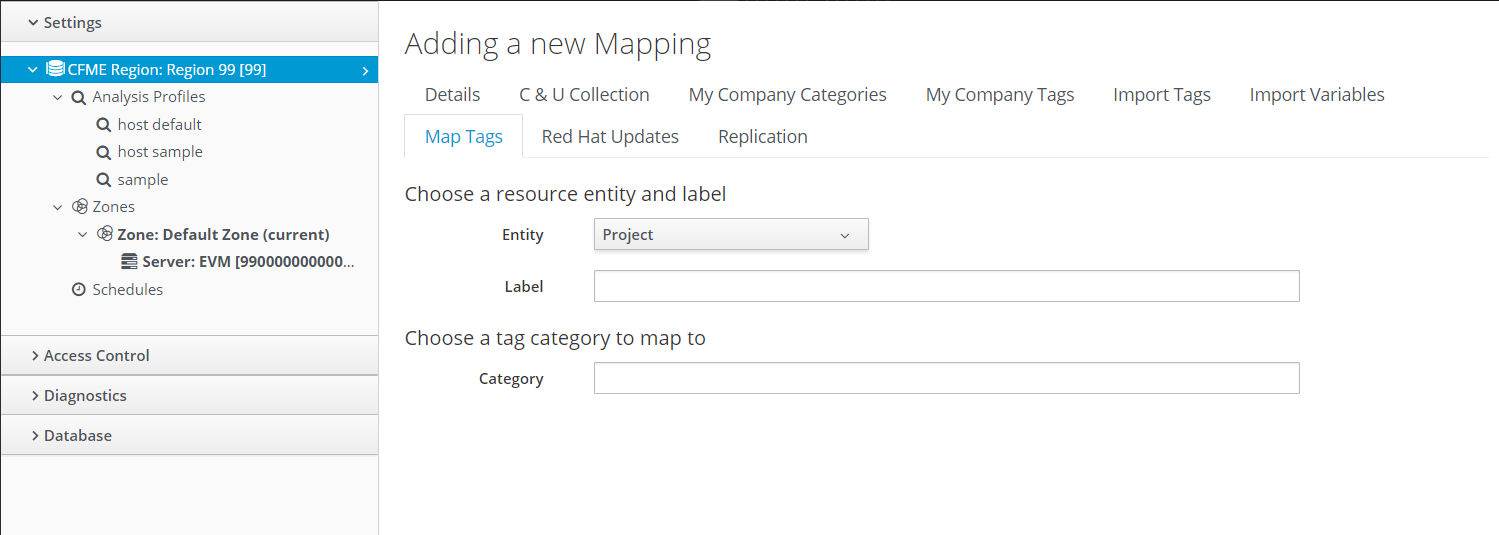 Settings
CFME Region: Region 99 [99]
Analysis Profiles
host default
host sample
sample
Zones
Zone: Default Zone (current)
Server: EVM [990000000000...
Schedules
Access Control
Diagnostics
Database
Adding a new Mapping
Details C & U Collection My Company Categories My Company Tags Import Tags Import Variables
Map Tags Red Hat Updates Replication
Choose a resource entity and label
Entity Project
Label
Choose a tag category to map to
Category